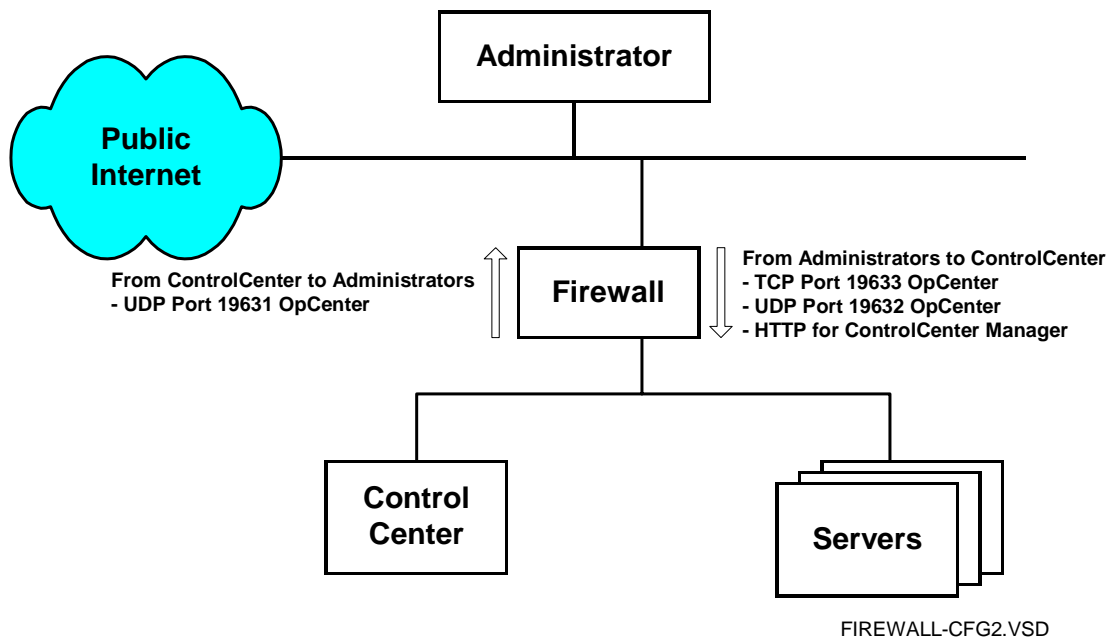 Administrator
Public
Internet
From ControlCenter to Administrators
- UDP Port 19631 OpCenter
Firewall
From Administrators to ControlCenter
- TCP Port 19633 OpCenter
- UDP Port 19632 OpCenter
- HTTP for ControlCenter Manager
Control
Center
Servers
FIREWALL-CFG2.VSD